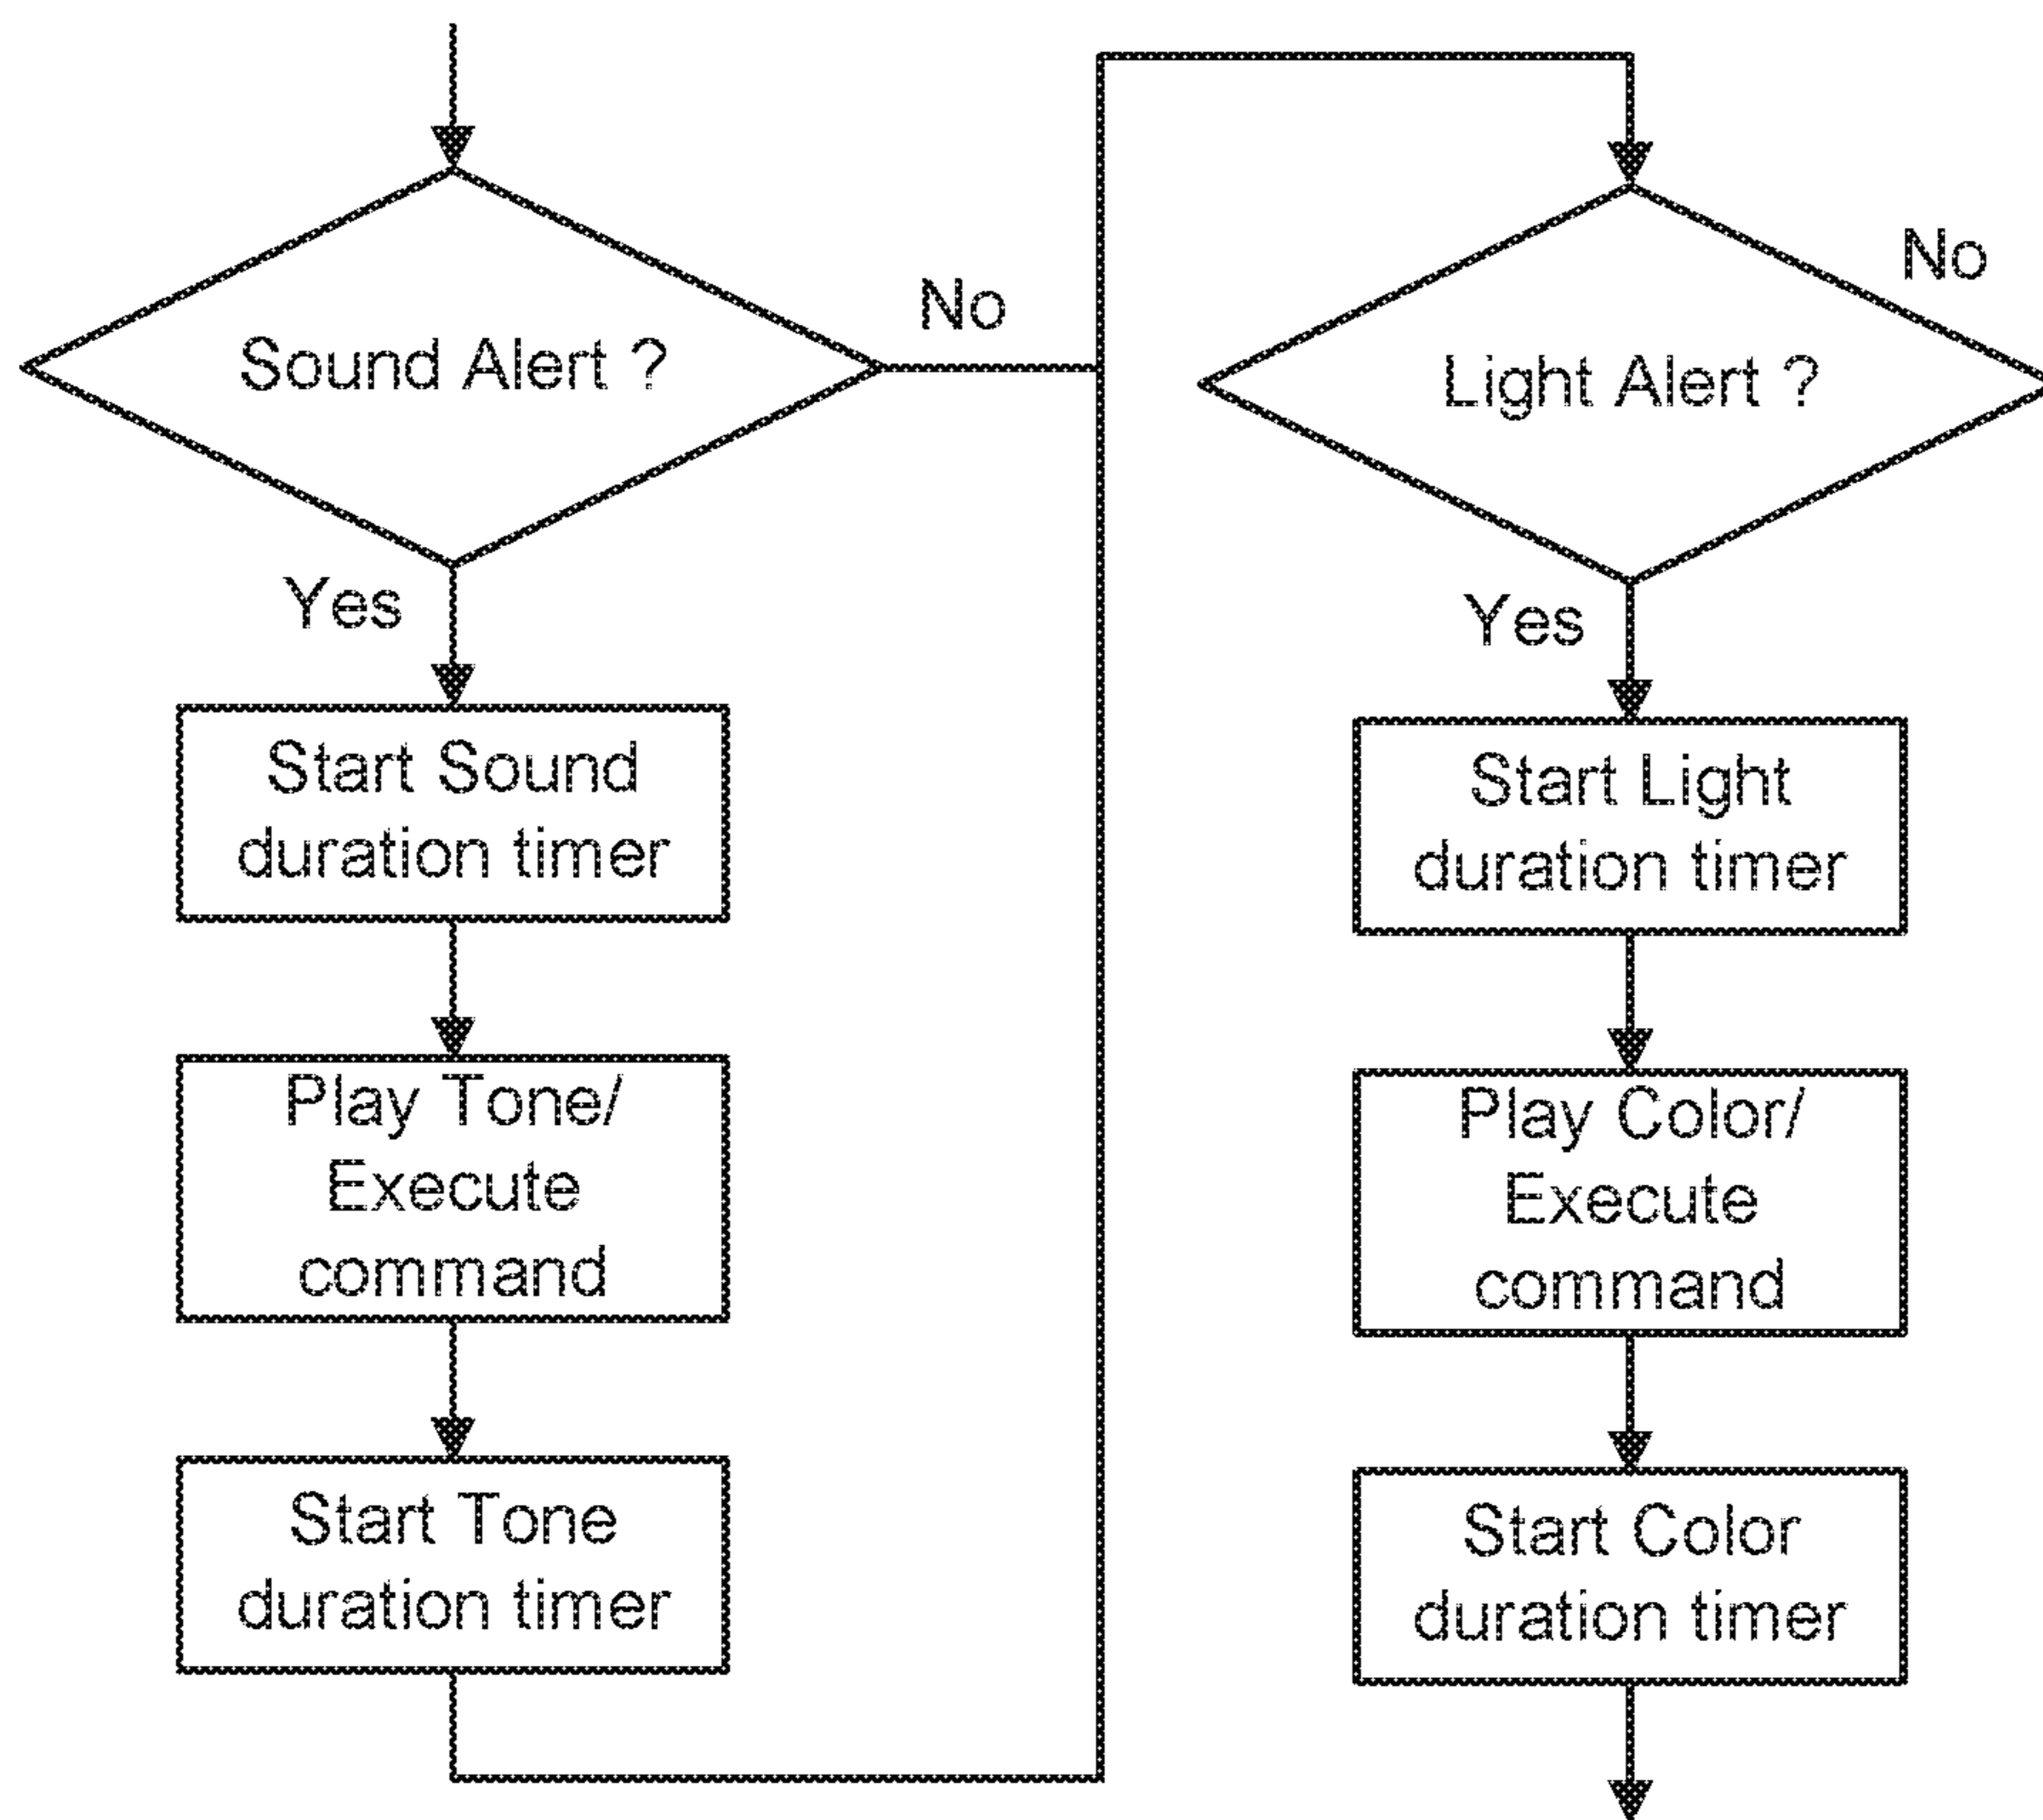 Sound Alert ?
No
Yes
Start Sound
duration timer
Play Tone/
Execute
command
Start Tone
duration timer
Light Alert ?
No
Yes
Start Light
duration timer
Play Color/
Execute
command
Start Color
duration timer